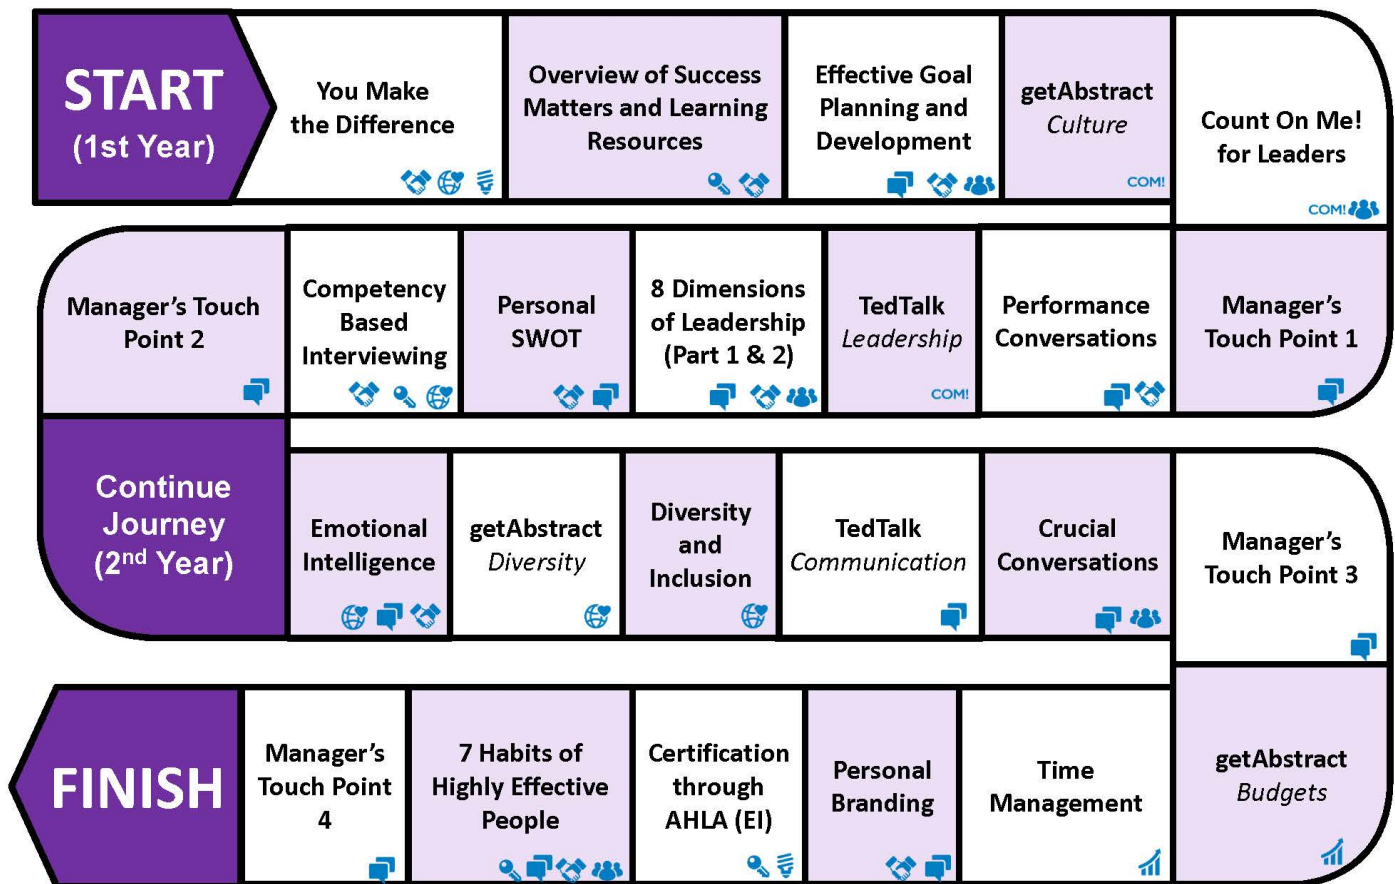 START
(1st Year)
You Make
the Difference
Overview of Success
Matters and Learning
Resources
Effective Goal
Planning and
Development
getAbstract
Culture
COM!
Count On Me!
for Leaders
COM!
Manager's
Touch Point 1
Performance
Conversations
TedTalk
Leadership
COM!
8 Dimensions
of Leadership
(Part 1 & 2)
Personal
SWOT
Competency
Based
Interviewing
Manager's Touch
Point 2
Continue
Journey
(2nd Year)
Emotional
Intelligence
getAbstract
Diversity
Diversity
and
Inclusion
TedTalk
Communication
Crucial
Conversations
Manager's
Touch Point 3
getAbstract
Budgets
Time
Management
Personal
Branding
Certification
through
AHLA (EI)
7 Habits of
Highly Effective
People
Manager's
Touch Point
4
FINISH